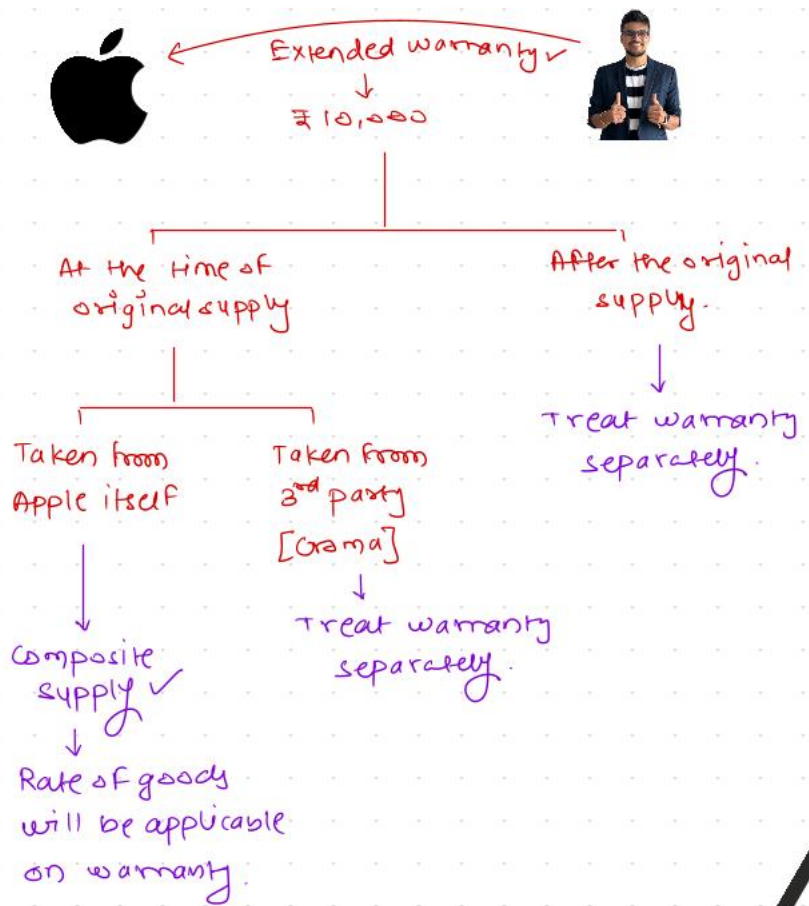 Extended warranty ✓
↓
₹10,000
At the time of
original supply
After the original
supply.
↓
Treat warranty
separately.
Taken from
Apple itself
Taken from
3rd party
[Croma]
↓
Treat warranty
separately.
↓
Composite
supply ✓
↓
Rate of goods
will be applicable
on warranty.